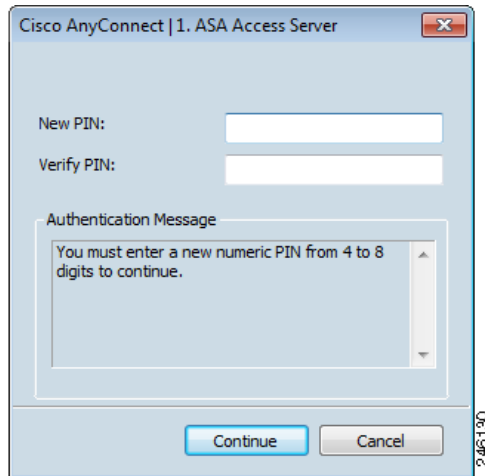 Cisco AnyConnect | 1. ASA Access Server
New PIN:
Verify PIN:
Authentication Message
You must enter a new numeric PIN from 4 to 8
digits to continue.
Continue
Cancel
246130